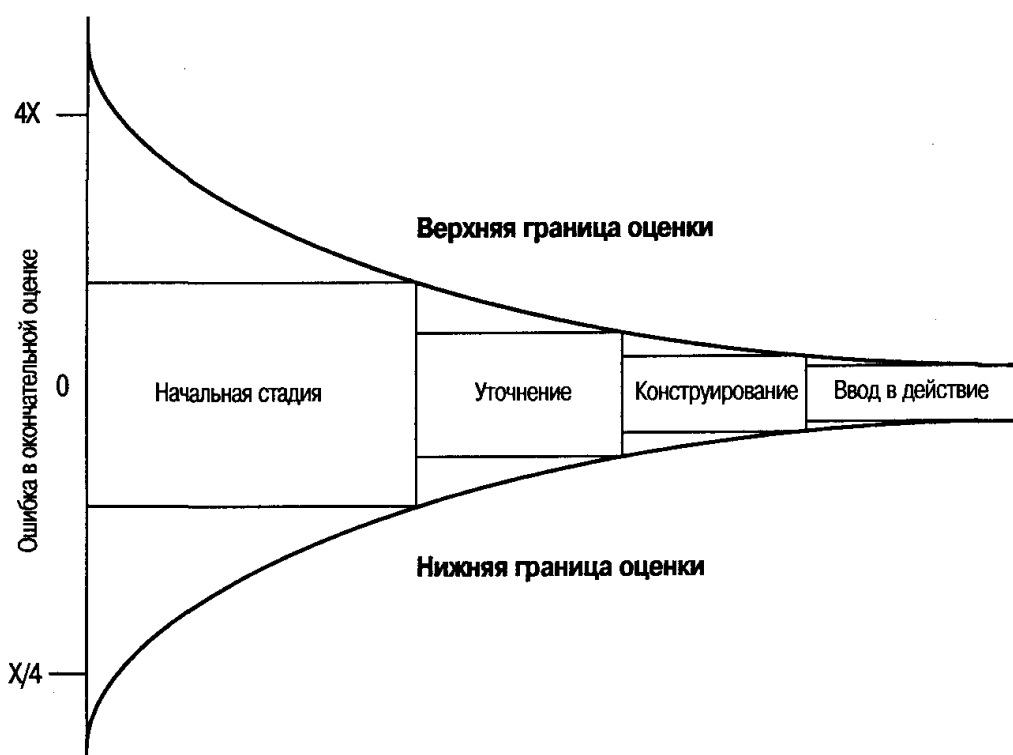 4X
Верхняя граница оценки
Ошибка в окончательной оценке
0
Начальная стадия
Уточнение
Конструирование
Ввод в действие
Нижняя граница оценки
X/4